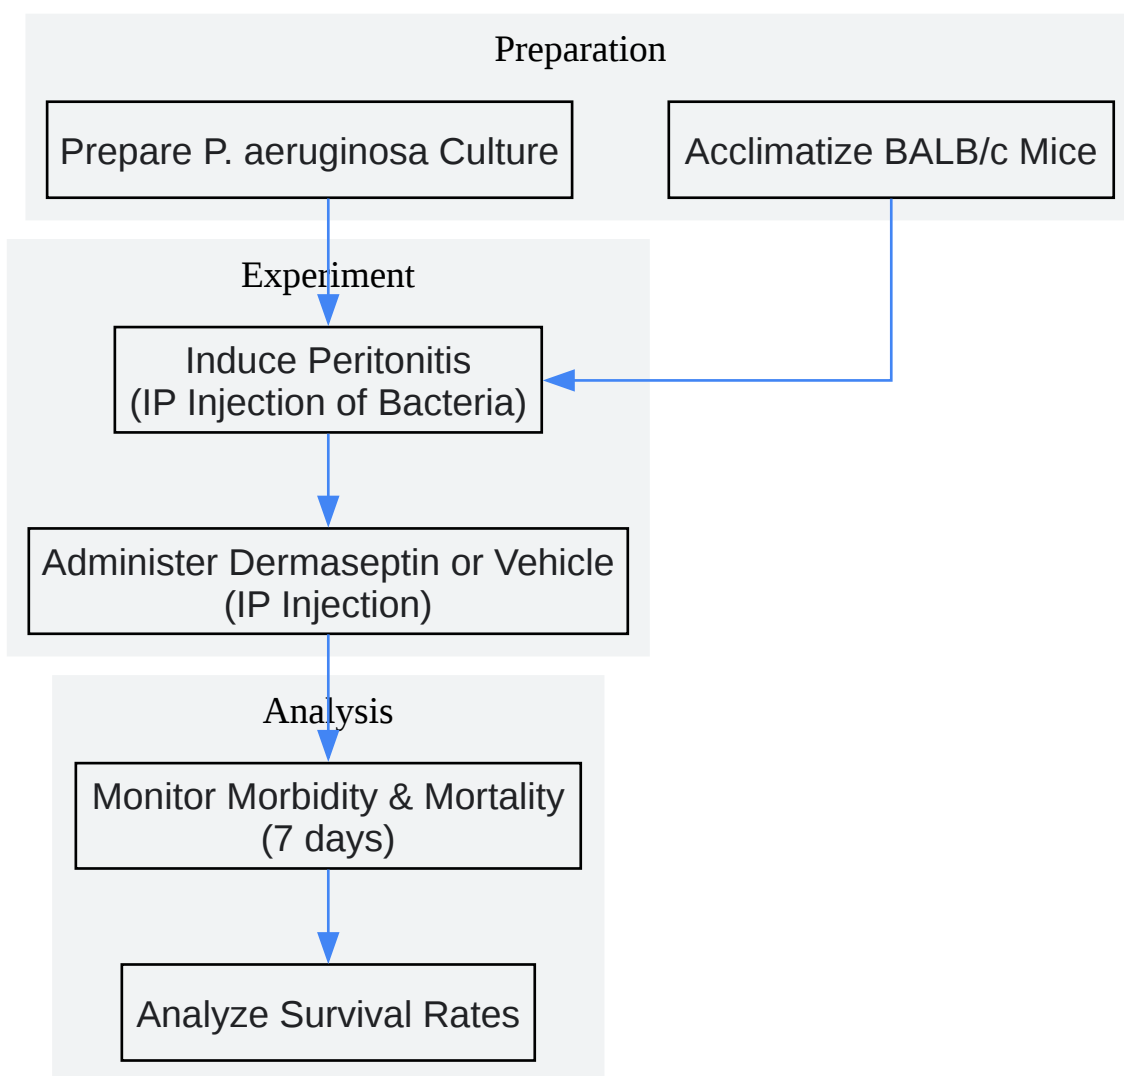 Preparation
Prepare P. aeruginosa Culture
Acclimatize BALB/c Mice
Experiment
Induce Peritonitis
(IP Injection of Bacteria)
Administer Dermaseptin or Vehicle
(IP Injection)
Analysis
Monitor Morbidity & Mortality
(7 days)
Analyze Survival Rates